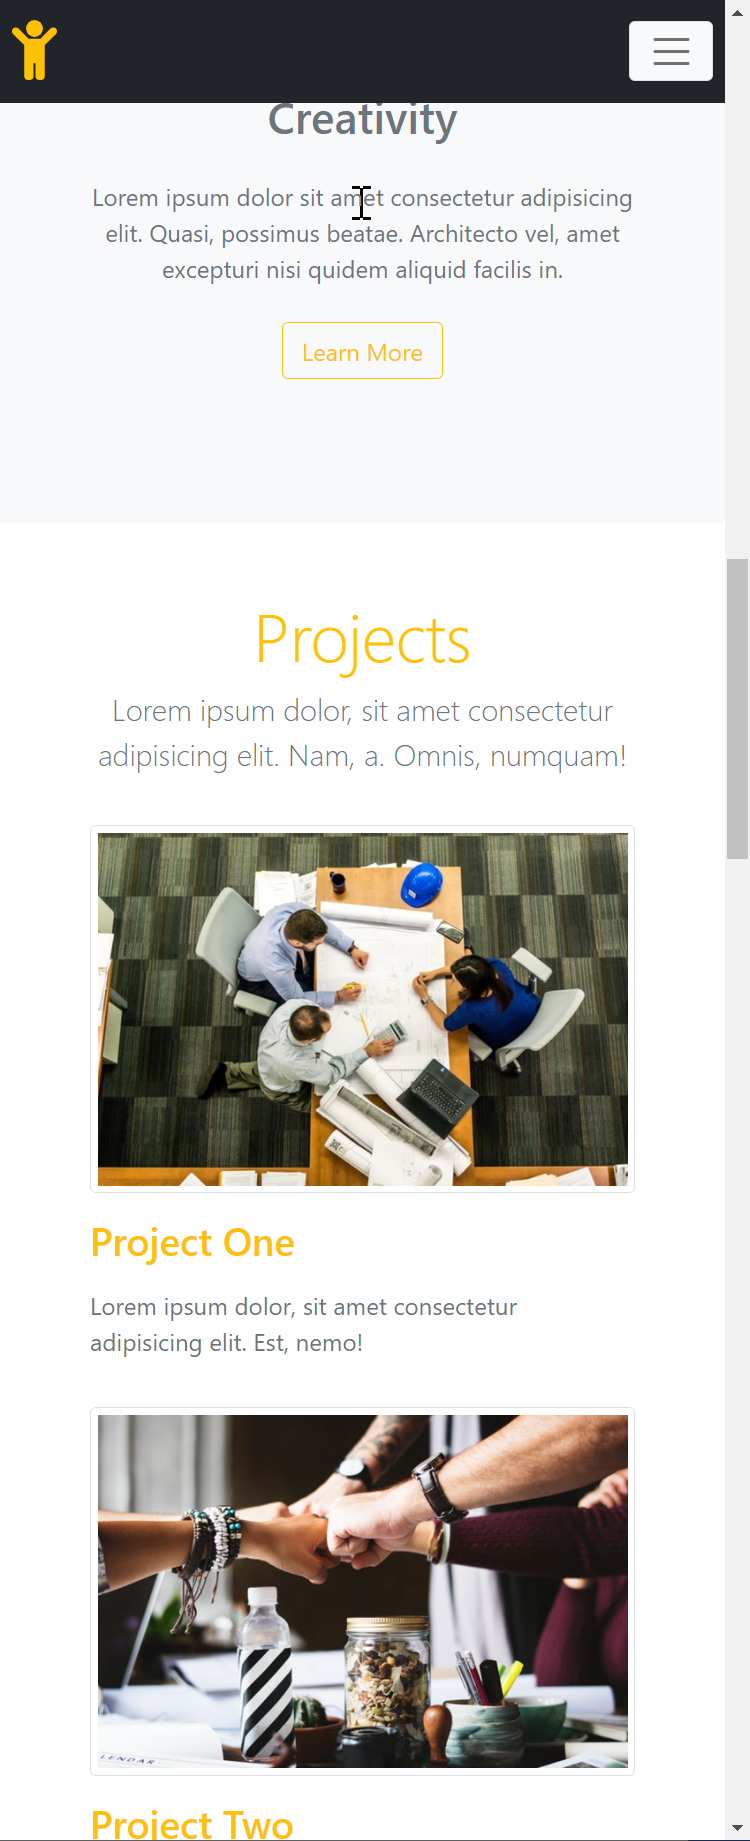 Creativity
Lorem ipsum dolor sit amet consectetur adipisicing
elit. Quasi, possimus beatae. Architecto vel, amet
excepturi nisi quidem aliquid facilis in.
Learn More
Projects
Lorem ipsum dolor, sit amet consectetur
adipisicing elit. Nam, a. Omnis, numquam!
Project One
Lorem ipsum dolor, sit amet consectetur
adipisicing elit. Est, nemo!
LENDAR
Project Two